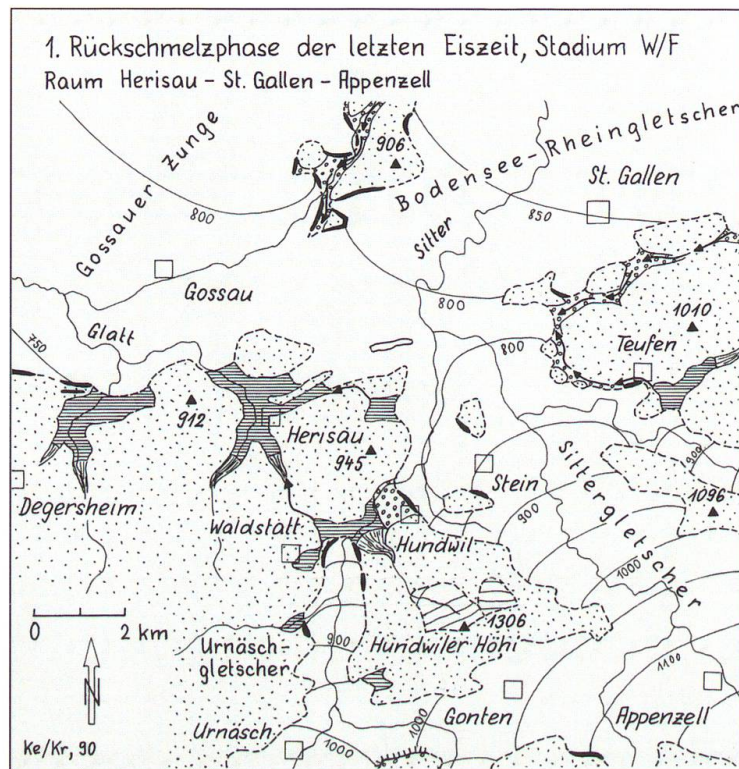 1. Rückschmelzphase der letzten Eiszeit, Stadium W/F
Raum Herisau - St. Gallen - Appenzell
Gossauer Zunge
906
Bodensee-Rheingletscher
St. Gallen
800
850
Sitter
Gossau
800
1010
Glatt
750
800
Teufen
912
Herisau
945
Stein
900
Degersheim
900
1096
Sittergletscher
Waldstatt
Hundwil
1000
0 2 km
1306
900
Urnäsch-
gletscher
Hundwiler Höhi
1100
N
Gonten
Appenzell
Urnäsch
1000
1000
Ke/Kr, 90